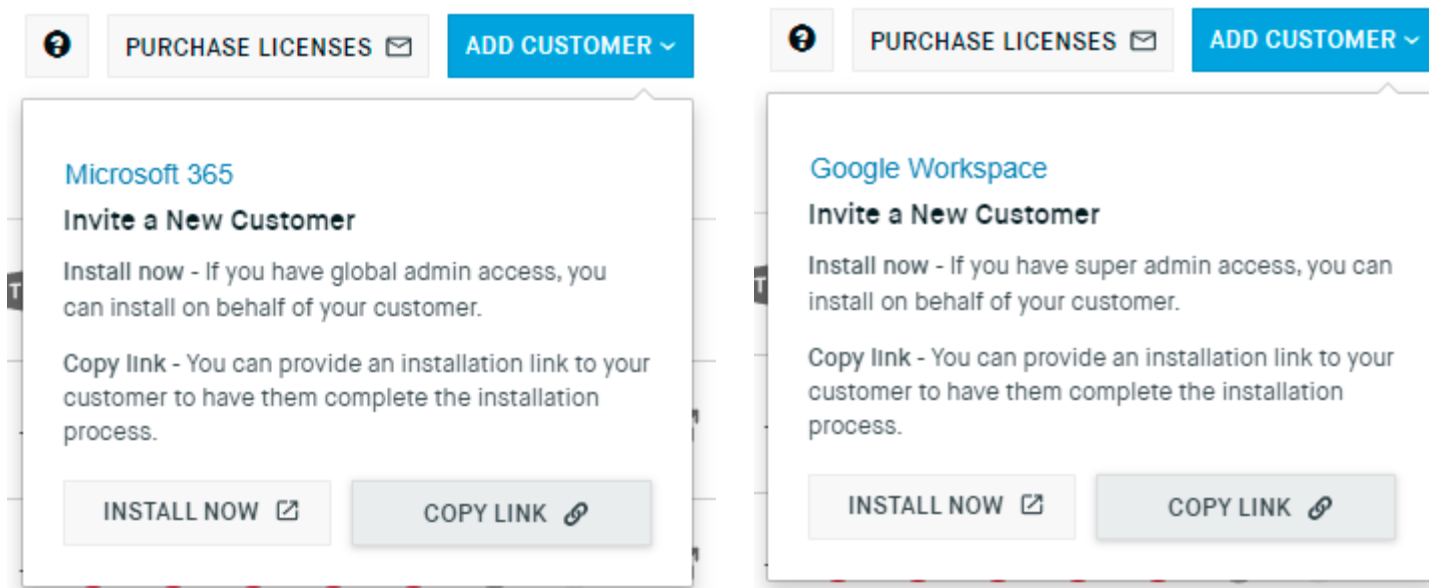 PURCHASE LICENSES
ADD CUSTOMER
Microsoft 365
Invite a New Customer
Install now - If you have global admin access, you
can install on behalf of your customer.
Copy link - You can provide an installation link to your
customer to have them complete the installation
process.
INSTALL NOW
COPY LINK
PURCHASE LICENSES
ADD CUSTOMER
Google Workspace
Invite a New Customer
Install now - If you have super admin access, you can
install on behalf of your customer.
Copy link - You can provide an installation link to your
customer to have them complete the installation
process.
INSTALL NOW
COPY LINK